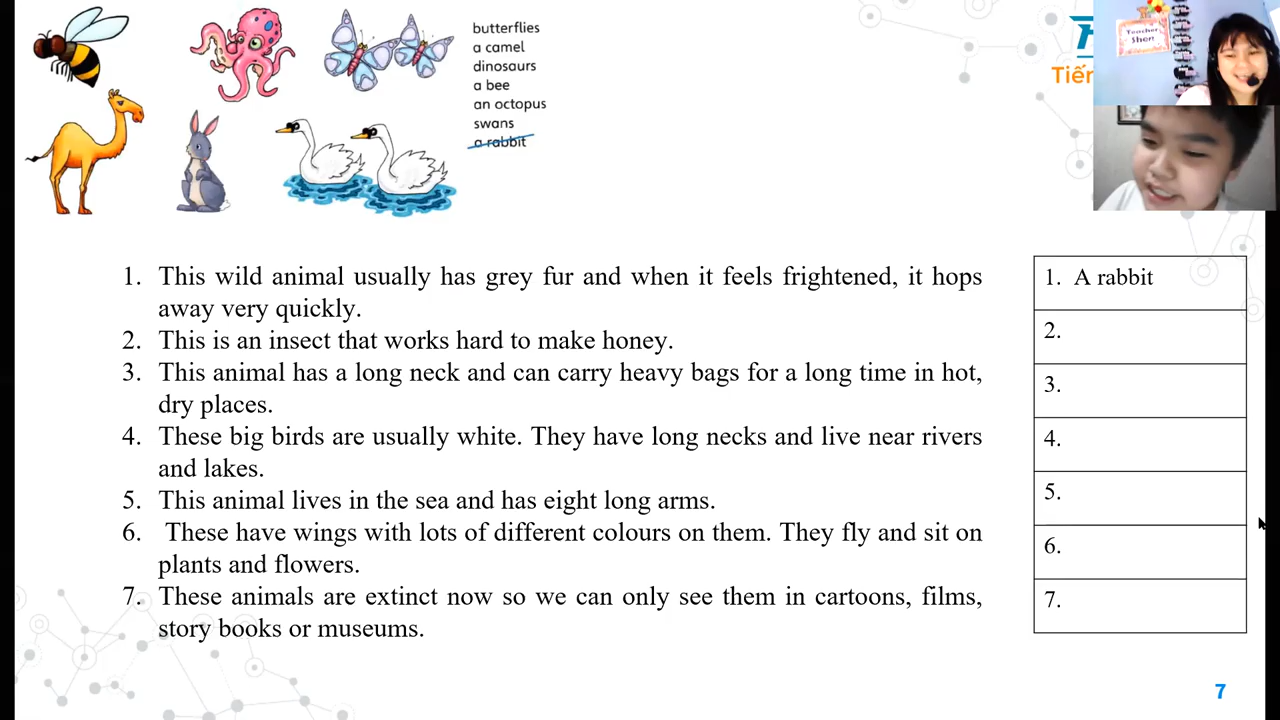 butterflies
a camel
dinosaurs
a bee
an octopus
swans
a rabbit
Teacher
Shen
Tiến
1. This wild animal usually has grey fur and when it feels frightened, it hops
away very quickly.
2. This is an insect that works hard to make honey.
3. This animal has a long neck and can carry heavy bags for a long time in hot,
dry places.
4. These big birds are usually white. They have long necks and live near rivers
and lakes.
5. This animal lives in the sea and has eight long arms.
6. These have wings with lots of different colours on them. They fly and sit on
plants and flowers.
7. These animals are extinct now so we can only see them in cartoons, films,
story books or museums.
1. A rabbit
2.
3.
4.
5.
6.
7.
7